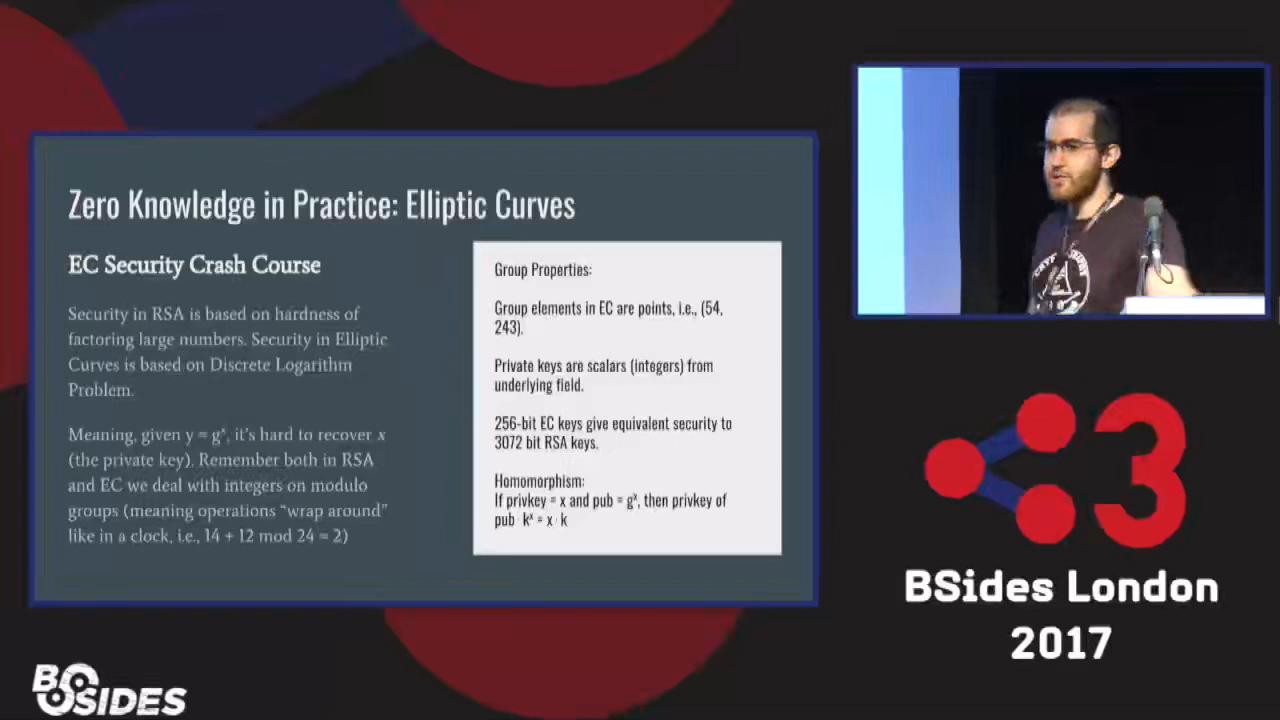 Zero Knowledge in Practice: Elliptic Curves
EC Security Crash Course
Security in RSA is based on hardness of
factoring large numbers. Security in Elliptic
Curves is based on Discrete Logarithm
Problem.
Meaning, given y = gˣ, it's hard to recover x
(the private key). Remember both in RSA
and EC we deal with integers on modulo
groups (meaning operations “wrap around”
like in a clock, i.e., 14 + 12 mod 24 = 2)
Group Properties:
Group elements in EC are points, i.e., (54,
243).
Private keys are scalars (integers) from
underlying field.
256-bit EC keys give equivalent security to
3072 bit RSA keys.
Homomorphism:
If privkey = x and pub = gˣ, then privkey of
pub · kˣ = x · k
3
BSides London
2017
BSIDES